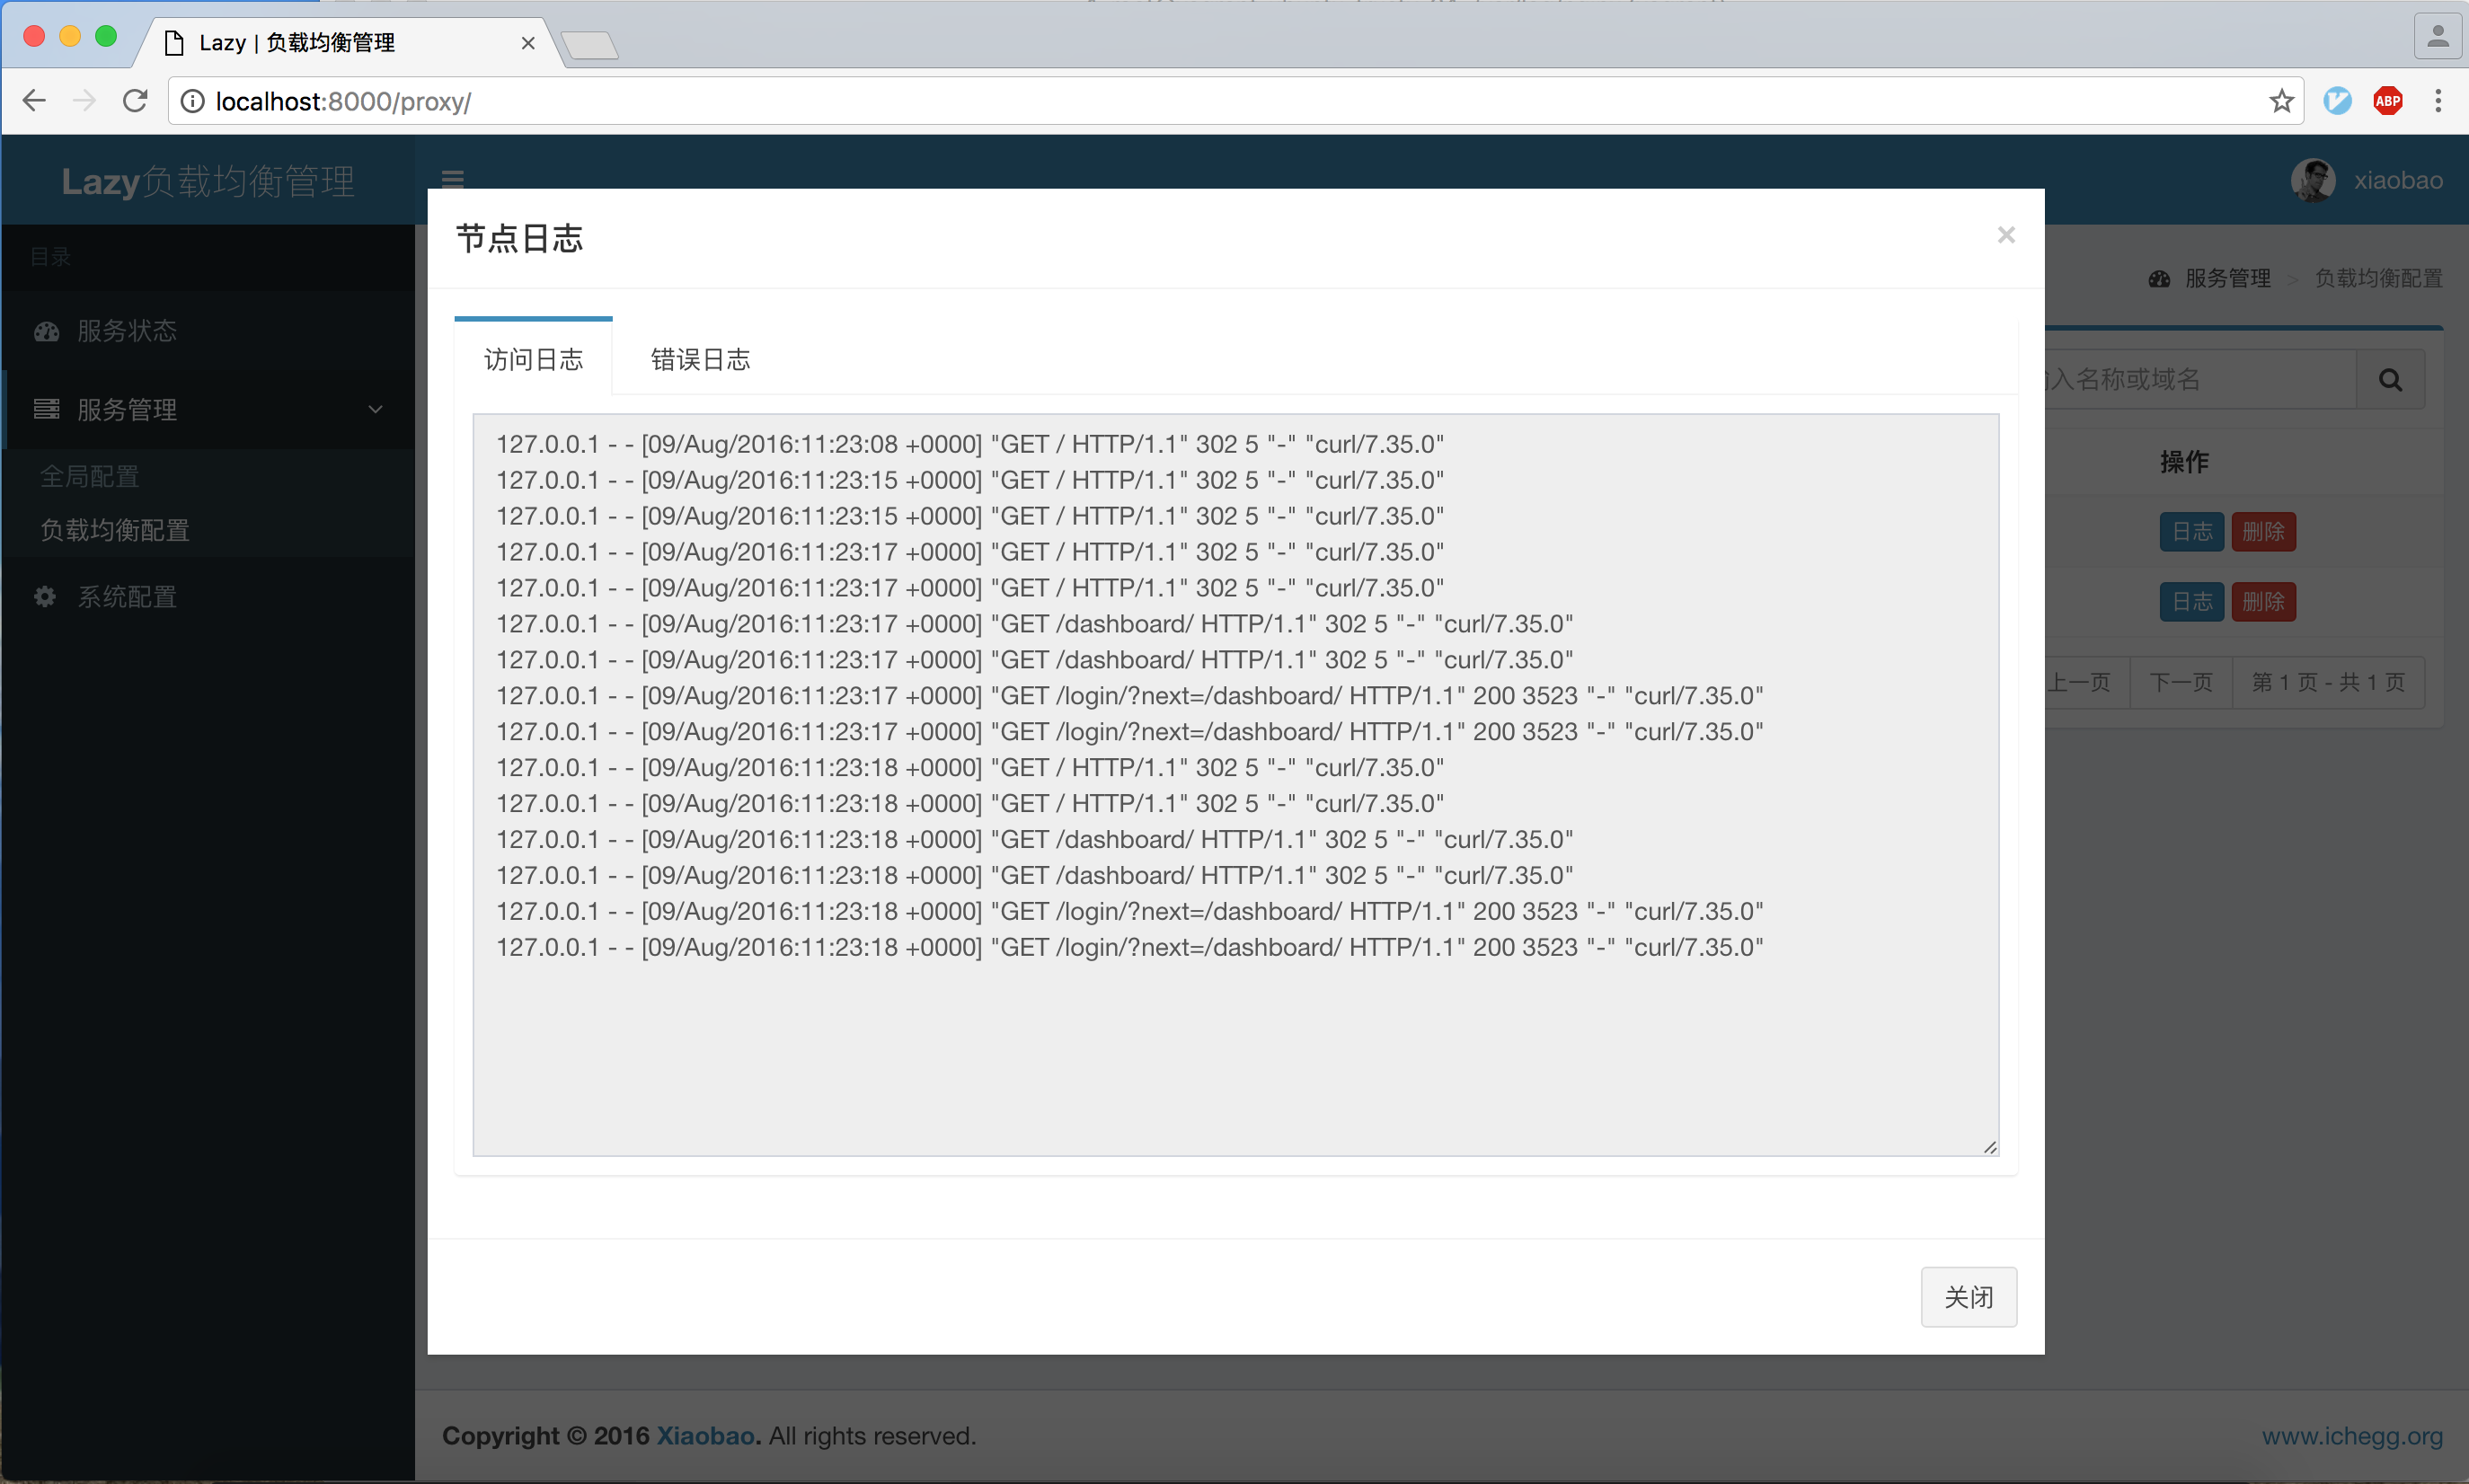 Lazy | 负载均衡管理
localhost:8000/proxy/
ABP
Lazy负载均衡管理
xiaobao
目录
服务状态
服务管理
全局配置
负载均衡配置
系统配置
服务管理 > 负载均衡配置
入名称或域名
操作
日志 删除
日志 删除
上一页 下一页 第 1 页 - 共 1 页
节点日志
×
访问日志 错误日志
127.0.0.1 - - [09/Aug/2016:11:23:08 +0000] "GET / HTTP/1.1" 302 5 "-" "curl/7.35.0"
127.0.0.1 - - [09/Aug/2016:11:23:15 +0000] "GET / HTTP/1.1" 302 5 "-" "curl/7.35.0"
127.0.0.1 - - [09/Aug/2016:11:23:15 +0000] "GET / HTTP/1.1" 302 5 "-" "curl/7.35.0"
127.0.0.1 - - [09/Aug/2016:11:23:17 +0000] "GET / HTTP/1.1" 302 5 "-" "curl/7.35.0"
127.0.0.1 - - [09/Aug/2016:11:23:17 +0000] "GET / HTTP/1.1" 302 5 "-" "curl/7.35.0"
127.0.0.1 - - [09/Aug/2016:11:23:17 +0000] "GET /dashboard/ HTTP/1.1" 302 5 "-" "curl/7.35.0"
127.0.0.1 - - [09/Aug/2016:11:23:17 +0000] "GET /dashboard/ HTTP/1.1" 302 5 "-" "curl/7.35.0"
127.0.0.1 - - [09/Aug/2016:11:23:17 +0000] "GET /login/?next=/dashboard/ HTTP/1.1" 200 3523 "-" "curl/7.35.0"
127.0.0.1 - - [09/Aug/2016:11:23:17 +0000] "GET /login/?next=/dashboard/ HTTP/1.1" 200 3523 "-" "curl/7.35.0"
127.0.0.1 - - [09/Aug/2016:11:23:18 +0000] "GET / HTTP/1.1" 302 5 "-" "curl/7.35.0"
127.0.0.1 - - [09/Aug/2016:11:23:18 +0000] "GET / HTTP/1.1" 302 5 "-" "curl/7.35.0"
127.0.0.1 - - [09/Aug/2016:11:23:18 +0000] "GET /dashboard/ HTTP/1.1" 302 5 "-" "curl/7.35.0"
127.0.0.1 - - [09/Aug/2016:11:23:18 +0000] "GET /dashboard/ HTTP/1.1" 302 5 "-" "curl/7.35.0"
127.0.0.1 - - [09/Aug/2016:11:23:18 +0000] "GET /login/?next=/dashboard/ HTTP/1.1" 200 3523 "-" "curl/7.35.0"
127.0.0.1 - - [09/Aug/2016:11:23:18 +0000] "GET /login/?next=/dashboard/ HTTP/1.1" 200 3523 "-" "curl/7.35.0"
关闭
Copyright © 2016 Xiaobao. All rights reserved.
www.ichegg.org